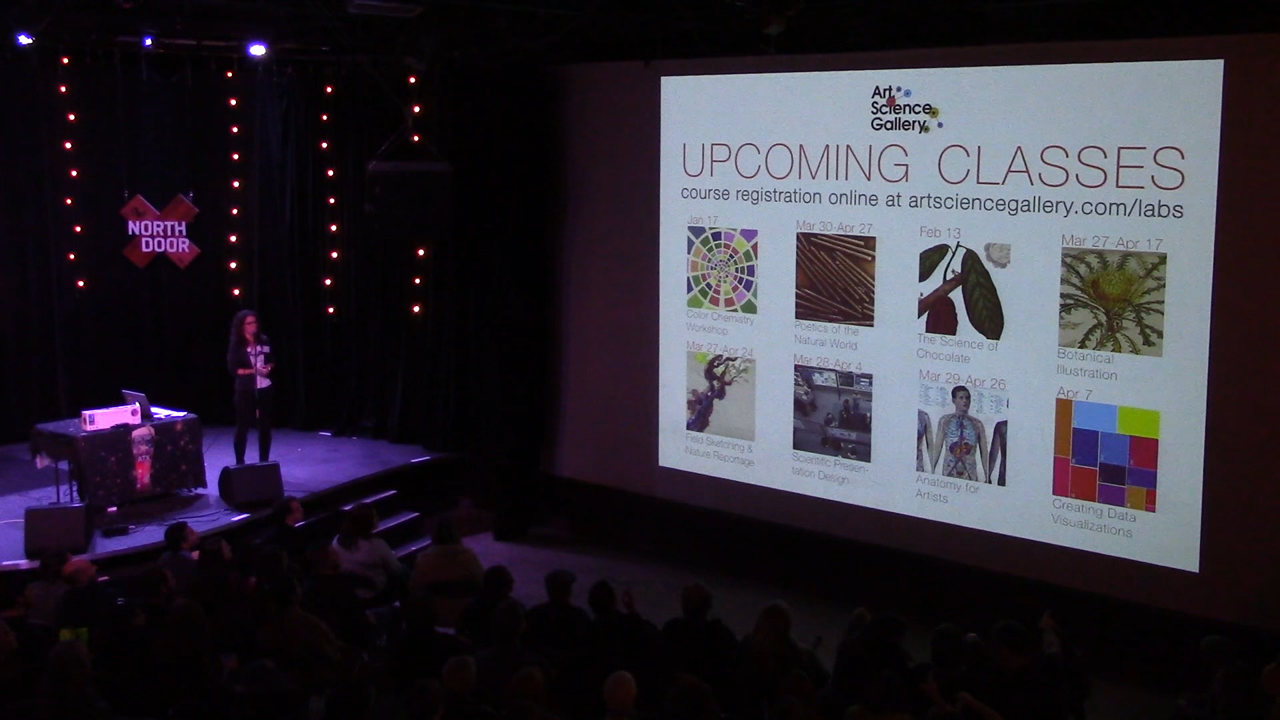 NORTH
DOOR
Art
Science
Gallery
UPCOMING CLASSES
course registration online at artsciencegallery.com/labs
Jan 17
Color Chemistry
Workshop
Mar 30-Apr 27
Poetics of the
Natural World
Feb 13
The Science of
Chocolate
Mar 27-Apr 17
Botanical
Illustration
Mar 27-Apr 24
Field Sketching &
Nature Reportage
Mar 28-Apr 4
Scientific Presen-
tation Design
Mar 29-Apr 26
Anatomy for
Artists
Apr 7
Creating Data
Visualizations